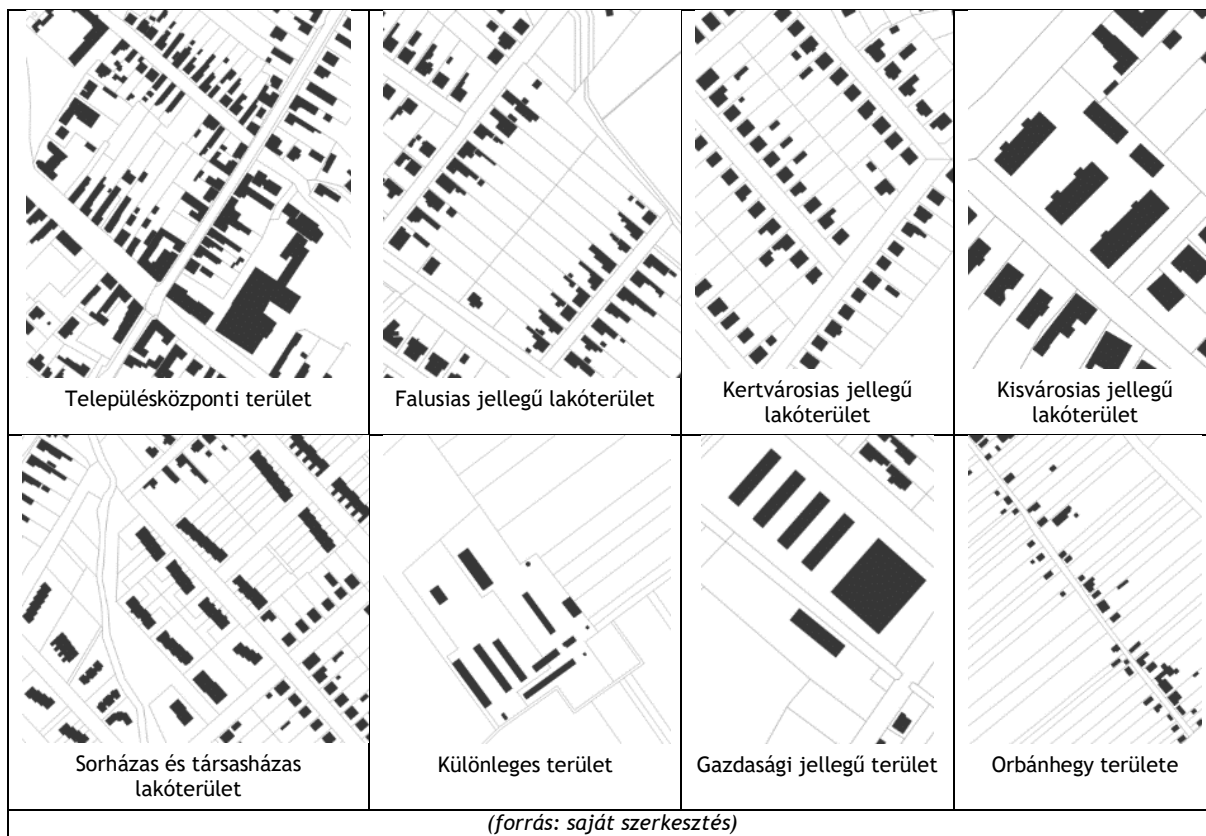 Településközponti terület
Falusias jellegű lakóterület
Kertvárosias jellegű
lakóterület
Kisvárosias jellegű
lakóterület
Sorházas és társasházas
lakóterület
Különleges terület
Gazdasági jellegű terület
Orbánhegy területe
(forrás: saját szerkesztés)